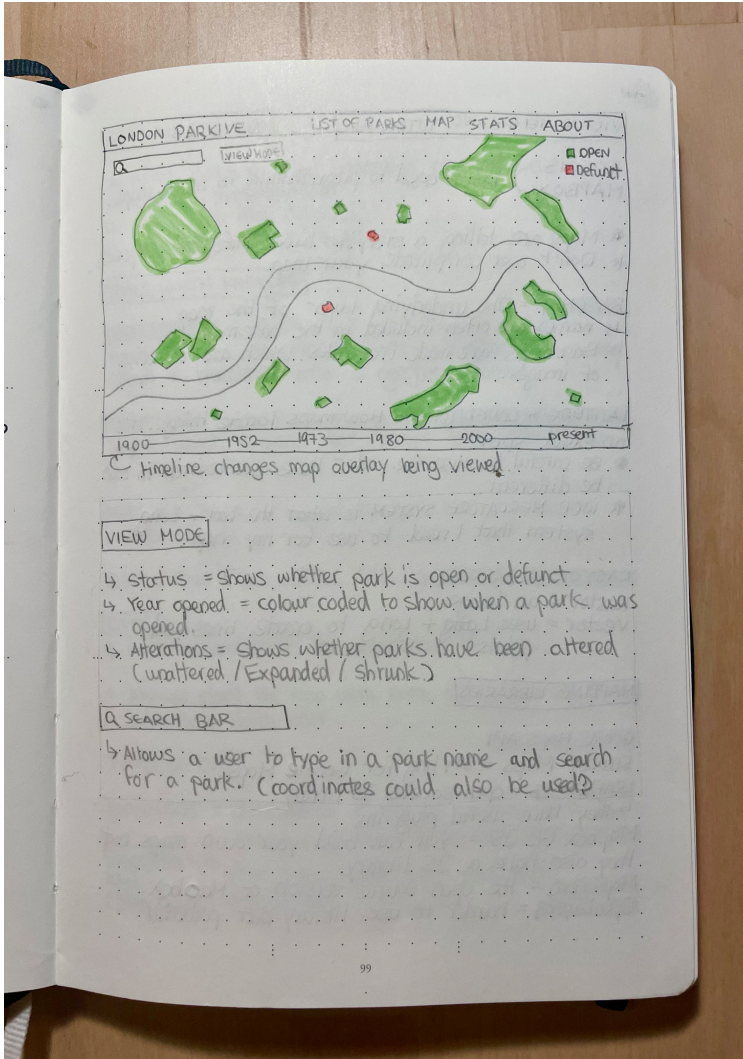 LONDON PARKIVE LIST OF PARKS MAP STATS ABOUT
VIEW MODE
OPEN
Defunct
1900 1952 1973 1980 2000 present
timeline changes map overlay being viewed.
VIEW MODE
↳ Status = shows whether park is open or defunct
↳ Year opened = colour coded to show when a park was
opened.
↳ Alterations = shows whether parks have been altered
(unaltered / Expanded / shrunk)
SEARCH BAR
↳ Allows a user to type in a park name and search
for a park. (coordinates could also be used?
99